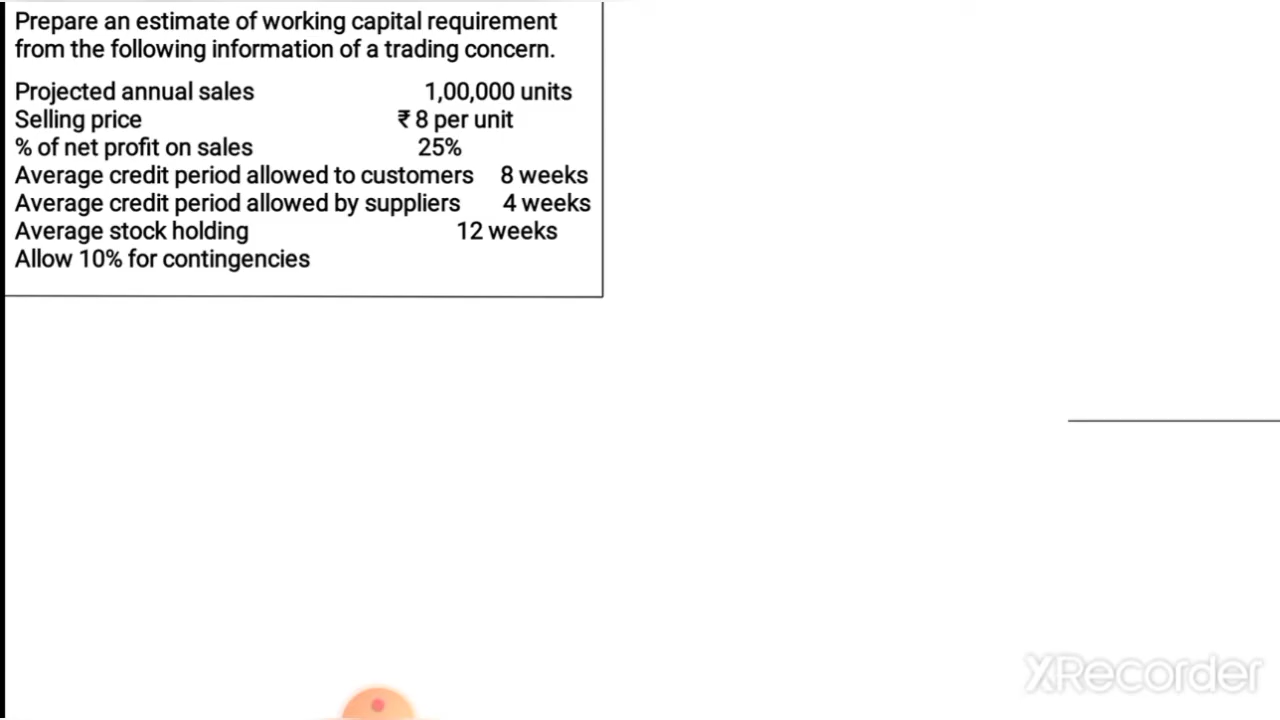 Prepare an estimate of working capital requirement
from the following information of a trading concern.
Projected annual sales 1,00,000 units
Selling price ₹ 8 per unit
% of net profit on sales 25%
Average credit period allowed to customers 8 weeks
Average credit period allowed by suppliers 4 weeks
Average stock holding 12 weeks
Allow 10% for contingencies
XRecorder